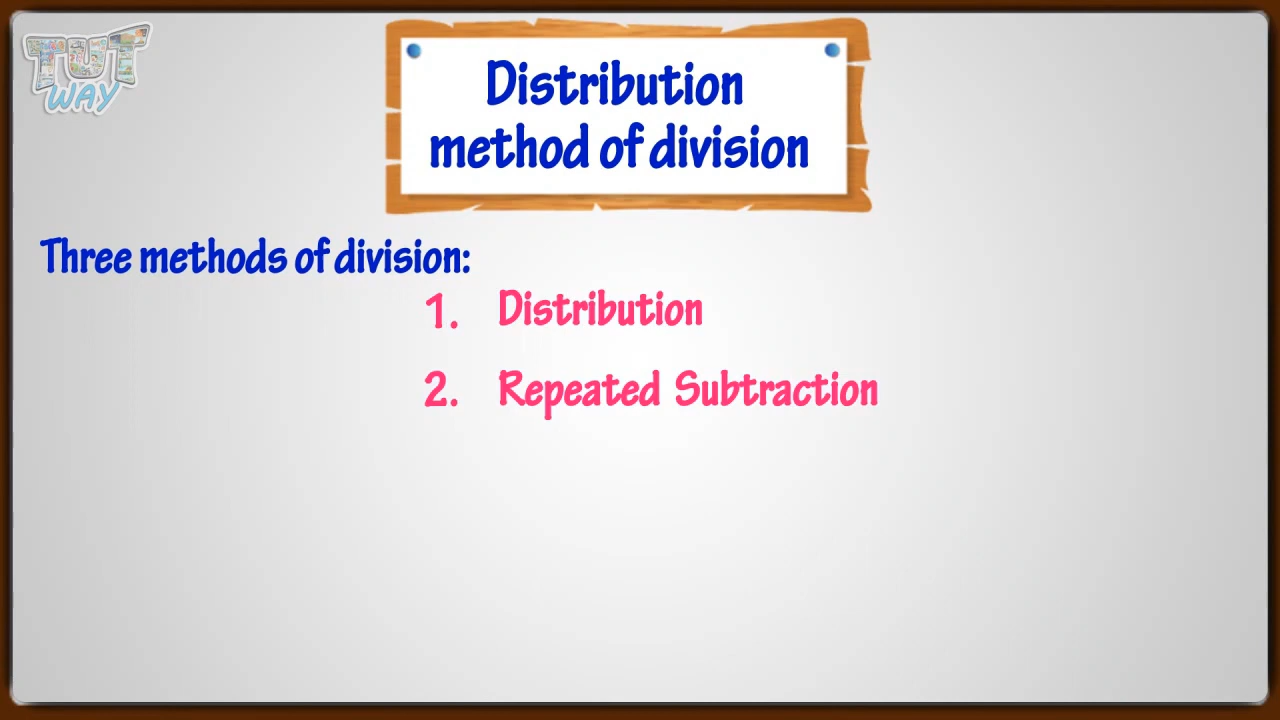 TUT
WAY
Distribution
method of division
Three methods of division:
1. Distribution
2. Repeated Subtraction